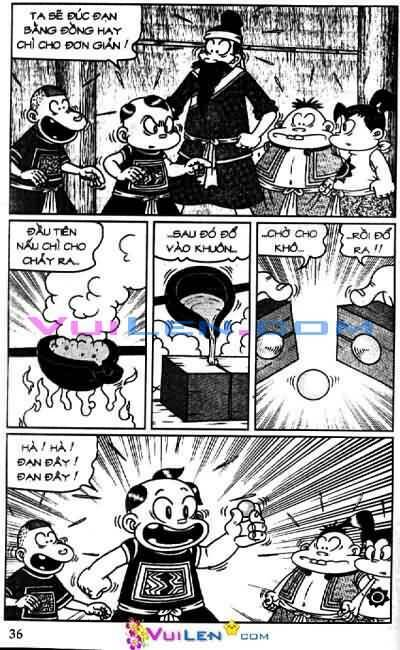 TA SẼ ĐÚC ĐẠN
BẰNG ĐỒNG HAY
CHÌ CHO ĐƠN GIẢN !
ĐẦU TIÊN
NẤU CHÌ CHO
CHẢY RA...
...SAU ĐÓ ĐỔ
VÀO KHUÔN...
...CHỜ CHO
KHÔ...
...RỒI ĐỔ
RA !!
VUILEN.COM
HÀ ! HÀ !
ĐẠN ĐÂY !
ĐẠN ĐÂY !
36
VUILEN.COM